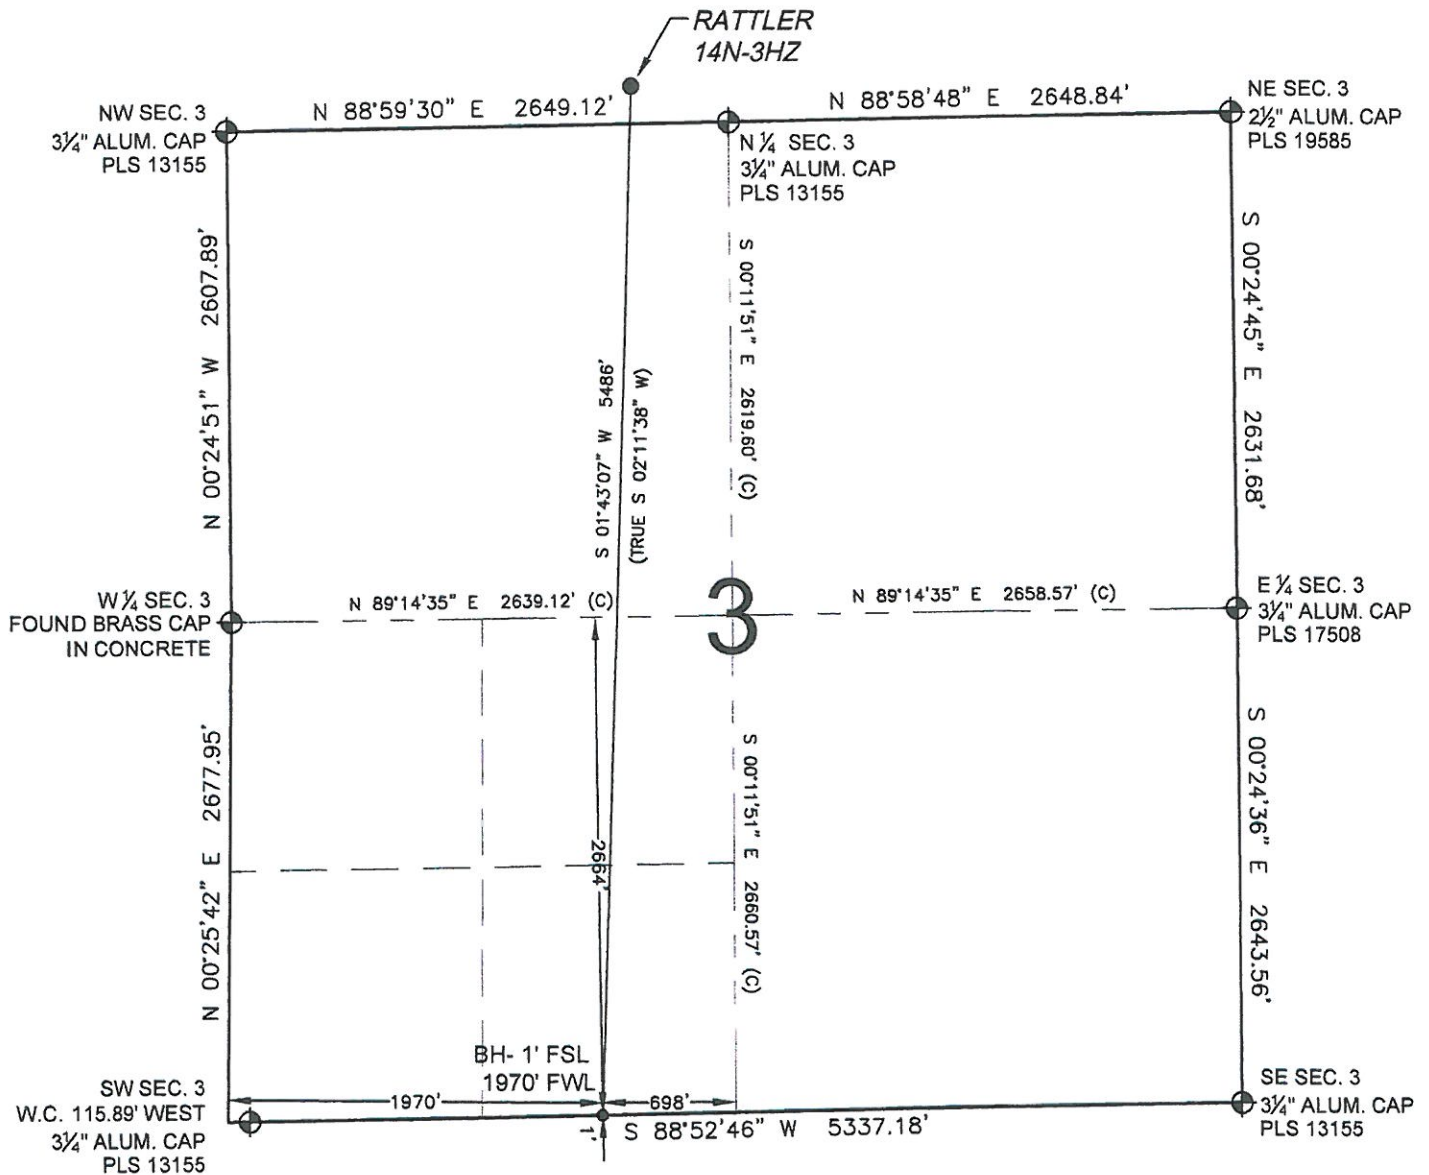 RATTLER
14N-3HZ
N 88°59'30" E 2649.12'
N 88°58'48" E 2648.84'
NW SEC. 3
3¼" ALUM. CAP
PLS 13155
N ¼ SEC. 3
3¼" ALUM. CAP
PLS 13155
NE SEC. 3
2½" ALUM. CAP
PLS 19585
N 00°24'51" W 2607.89'
S 01°43'07" W 5486'
(TRUE S 02°11'38" W)
S 00°11'51" E 2619.60' (C)
S 00°24'45" E 2631.68'
W ¼ SEC. 3
FOUND BRASS CAP
IN CONCRETE
N 89°14'35" E 2639.12' (C)
3
N 89°14'35" E 2658.57' (C)
E ¼ SEC. 3
3¼" ALUM. CAP
PLS 17508
N 00°25'42" E 2677.95'
2664'
S 00°11'51" E 2660.57' (C)
S 00°24'36" E 2643.56'
BH- 1' FSL
1970' FWL
SW SEC. 3
W.C. 115.89' WEST
3¼" ALUM. CAP
PLS 13155
1970'
698'
1'
S 88°52'46" W 5337.18'
SE SEC. 3
3¼" ALUM. CAP
PLS 13155